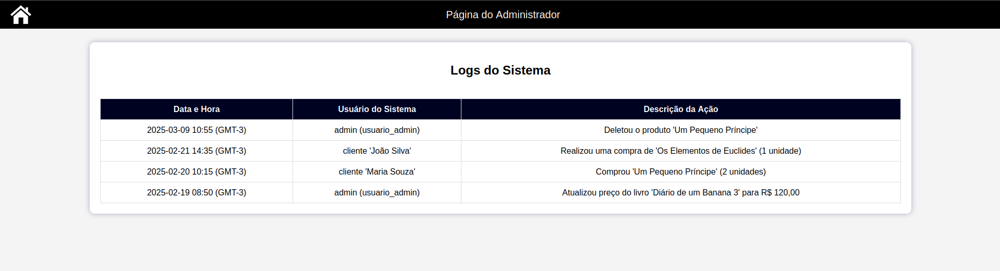 Página do Administrador
Logs do Sistema
Data e Hora Usuário do Sistema Descrição da Ação
2025-03-09 10:55 (GMT-3) admin (usuario_admin) Deletou o produto 'Um Pequeno Príncipe'
2025-02-21 14:35 (GMT-3) cliente 'João Silva' Realizou uma compra de 'Os Elementos de Euclides' (1 unidade)
2025-02-20 10:15 (GMT-3) cliente 'Maria Souza' Comprou 'Um Pequeno Príncipe' (2 unidades)
2025-02-19 08:50 (GMT-3) admin (usuario_admin) Atualizou preço do livro 'Diário de um Banana 3' para R$ 120,00